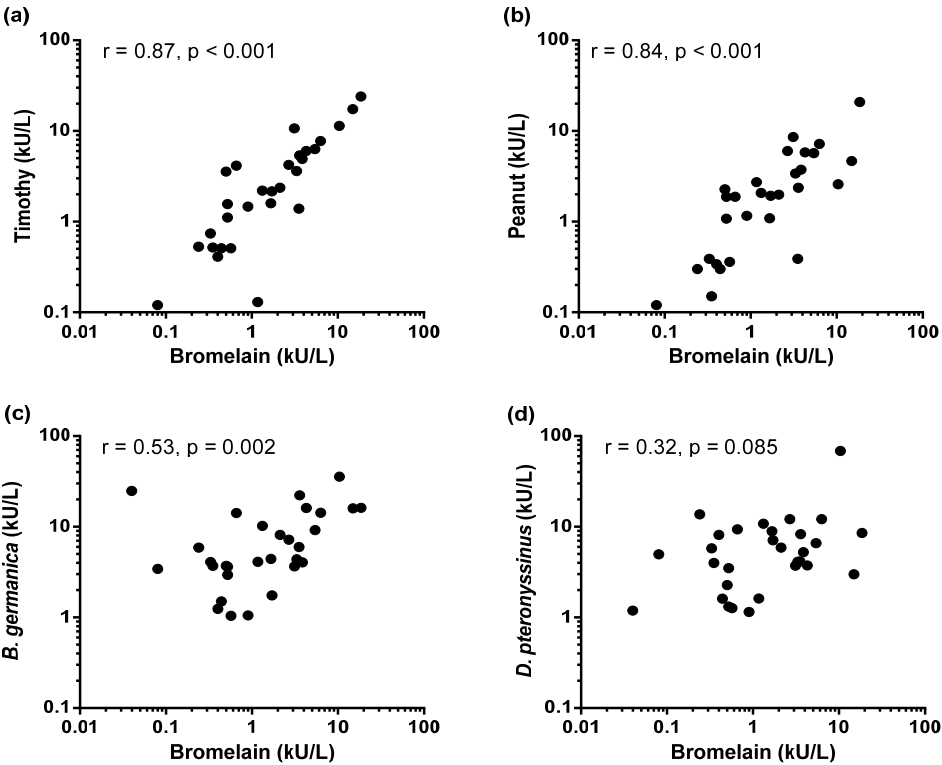 (a)
r = 0.87, p < 0.001
Timothy (kU/L)
100
10
1
0.1
0.01
0.1
1
10
100
Bromelain (kU/L)
(b)
r = 0.84, p < 0.001
Peanut (kU/L)
100
10
1
0.1
0.01
0.1
1
10
100
Bromelain (kU/L)
(c)
r = 0.53, p = 0.002
B. germanica (kU/L)
100
10
1
0.1
0.01
0.1
1
10
100
Bromelain (kU/L)
(d)
r = 0.32, p = 0.085
D. pteronyssinus (kU/L)
100
10
1
0.1
0.01
0.1
1
10
100
Bromelain (kU/L)